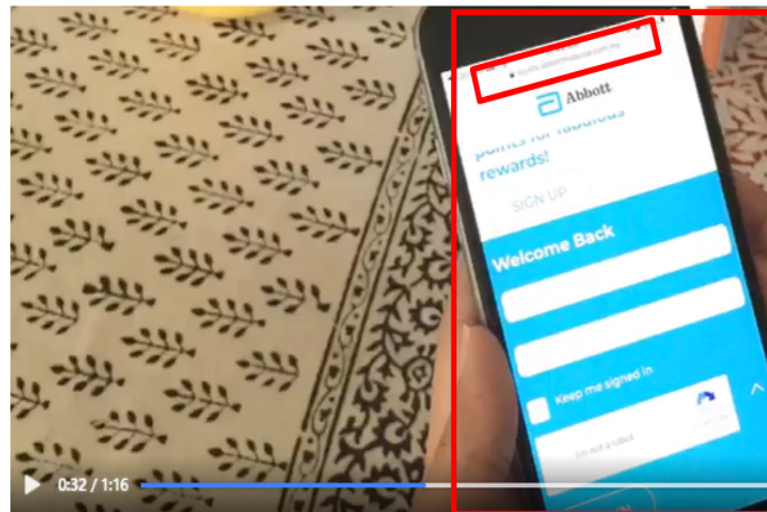 Abbott
points for fabulous
rewards!
SIGN UP
Welcome Back
Keep me signed in
I'm not a robot
0:32 / 1:16